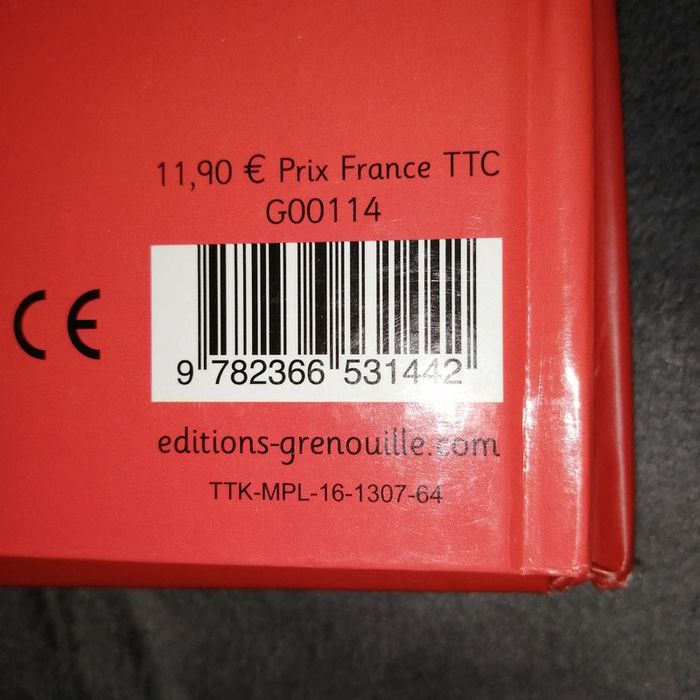 11,90 € Prix France TTC
G00114
CE
9 782366 531442
editions-grenouille.com
TTK-MPL-16-1307-64